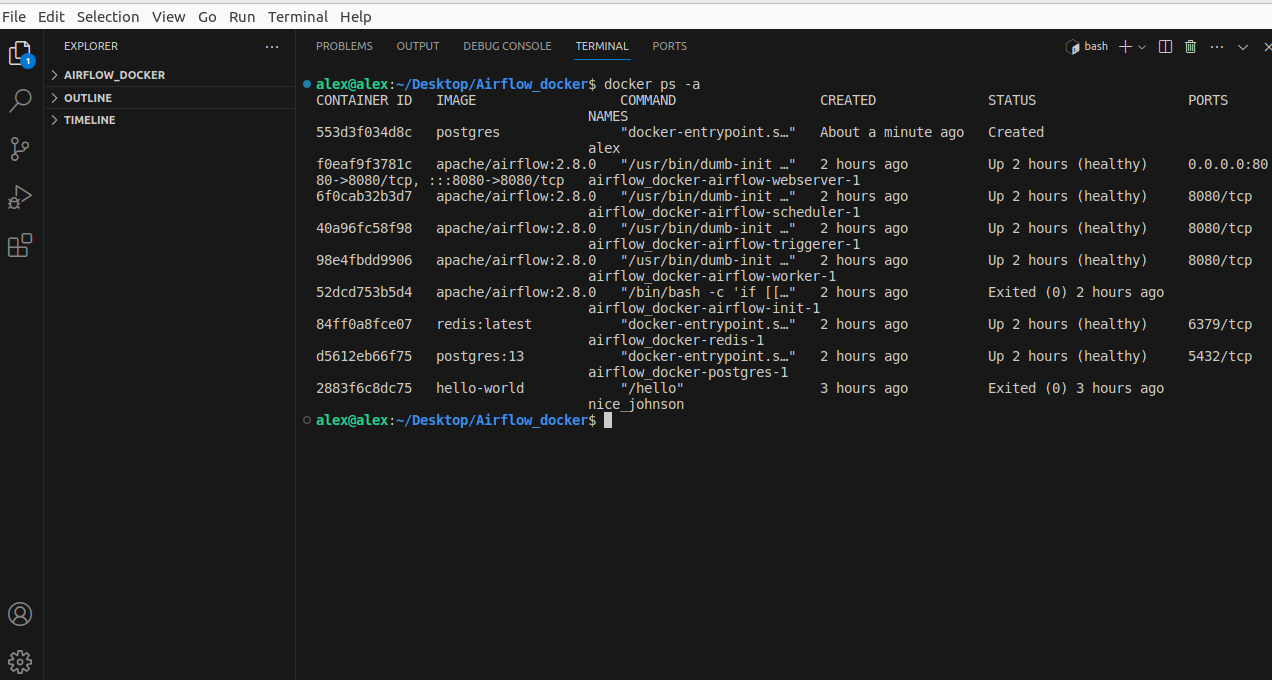 File Edit Selection View Go Run Terminal Help
1
EXPLORER ...
AIRFLOW_DOCKER
OUTLINE
TIMELINE
PROBLEMS OUTPUT DEBUG CONSOLE TERMINAL PORTS
bash
alex@alex:~/Desktop/Airflow_docker$ docker ps -a
CONTAINER ID IMAGE COMMAND CREATED STATUS PORTS
NAMES
553d3f034d8c postgres "docker-entrypoint.s…" About a minute ago Created
alex
f0eaf9f3781c apache/airflow:2.8.0 "/usr/bin/dumb-init …" 2 hours ago Up 2 hours (healthy) 0.0.0.0:80
80->8080/tcp, :::8080->8080/tcp airflow_docker-airflow-webserver-1
6f0cab32b3d7 apache/airflow:2.8.0 "/usr/bin/dumb-init …" 2 hours ago Up 2 hours (healthy) 8080/tcp
airflow_docker-airflow-scheduler-1
40a96fc58f98 apache/airflow:2.8.0 "/usr/bin/dumb-init …" 2 hours ago Up 2 hours (healthy) 8080/tcp
airflow_docker-airflow-triggerer-1
98e4fbdd9906 apache/airflow:2.8.0 "/usr/bin/dumb-init …" 2 hours ago Up 2 hours (healthy) 8080/tcp
airflow_docker-airflow-worker-1
52dcd753b5d4 apache/airflow:2.8.0 "/bin/bash -c 'if [[…" 2 hours ago Exited (0) 2 hours ago
airflow_docker-airflow-init-1
84ff0a8fce07 redis:latest "docker-entrypoint.s…" 2 hours ago Up 2 hours (healthy) 6379/tcp
airflow_docker-redis-1
d5612eb66f75 postgres:13 "docker-entrypoint.s…" 2 hours ago Up 2 hours (healthy) 5432/tcp
airflow_docker-postgres-1
2883f6c8dc75 hello-world "/hello" 3 hours ago Exited (0) 3 hours ago
nice_johnson
alex@alex:~/Desktop/Airflow_docker$